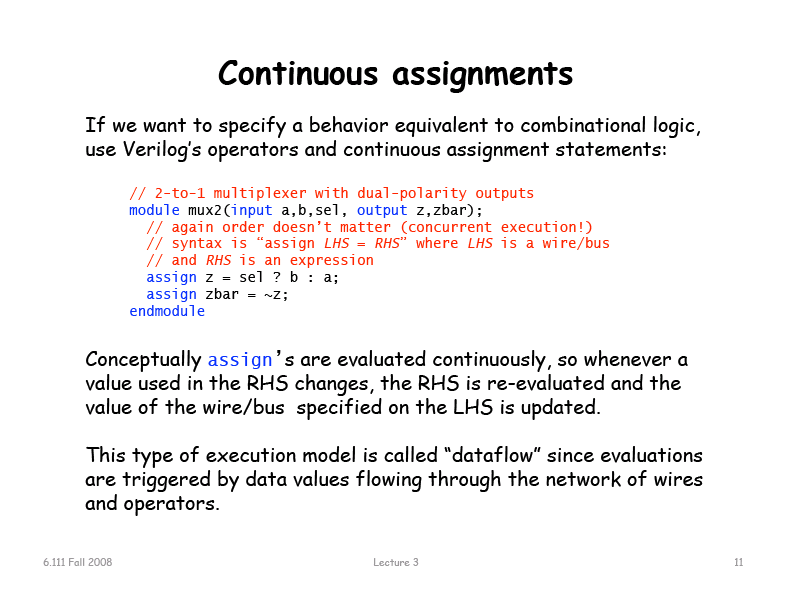 Continuous assignments
If we want to specify a behavior equivalent to combinational logic,
use Verilog’s operators and continuous assignment statements:
// 2-to-1 multiplexer with dual-polarity outputs
module mux2(input a,b,sel, output z,zbar);
// again order doesn’t matter (concurrent execution!)
// syntax is “assign LHS = RHS” where LHS is a wire/bus
// and RHS is an expression
assign z = sel ? b : a;
assign zbar = ~z;
endmodule
Conceptually assign’s are evaluated continuously, so whenever a
value used in the RHS changes, the RHS is re-evaluated and the
value of the wire/bus specified on the LHS is updated.
This type of execution model is called “dataflow” since evaluations
are triggered by data values flowing through the network of wires
and operators.
6.111 Fall 2008 Lecture 3 11